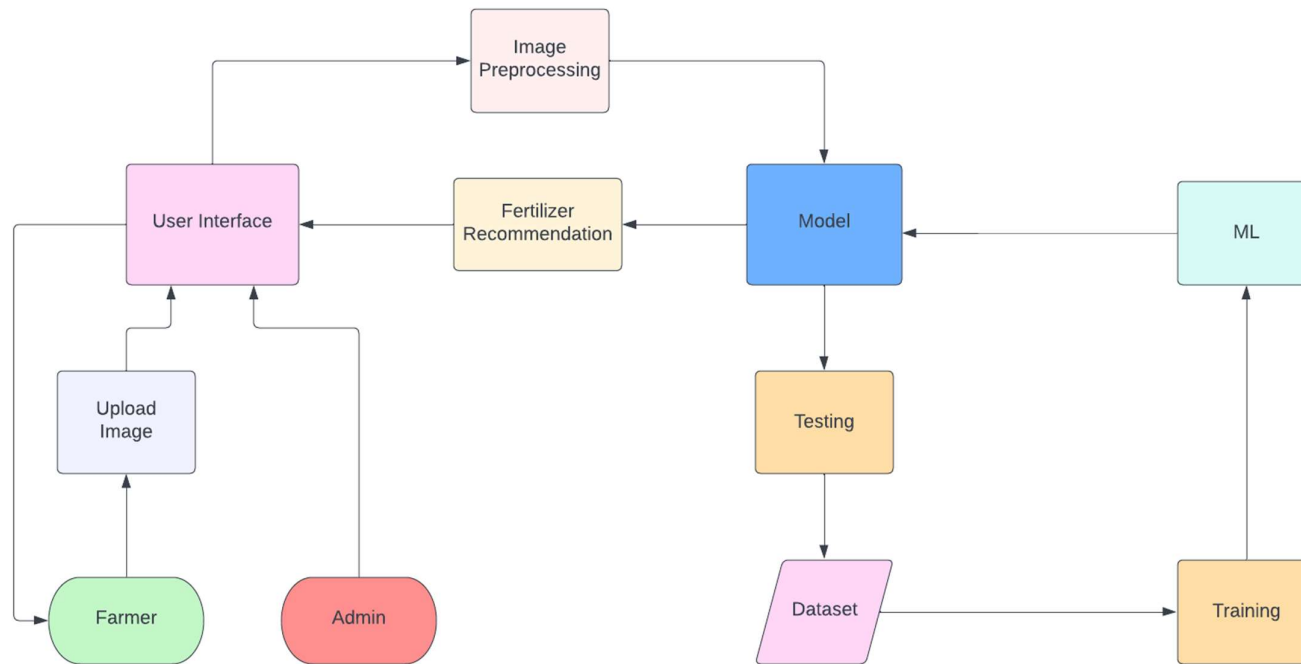 Image
Preprocessing
User Interface
Fertilizer
Recommendation
Model
ML
Upload
Image
Testing
Farmer
Admin
Dataset
Training